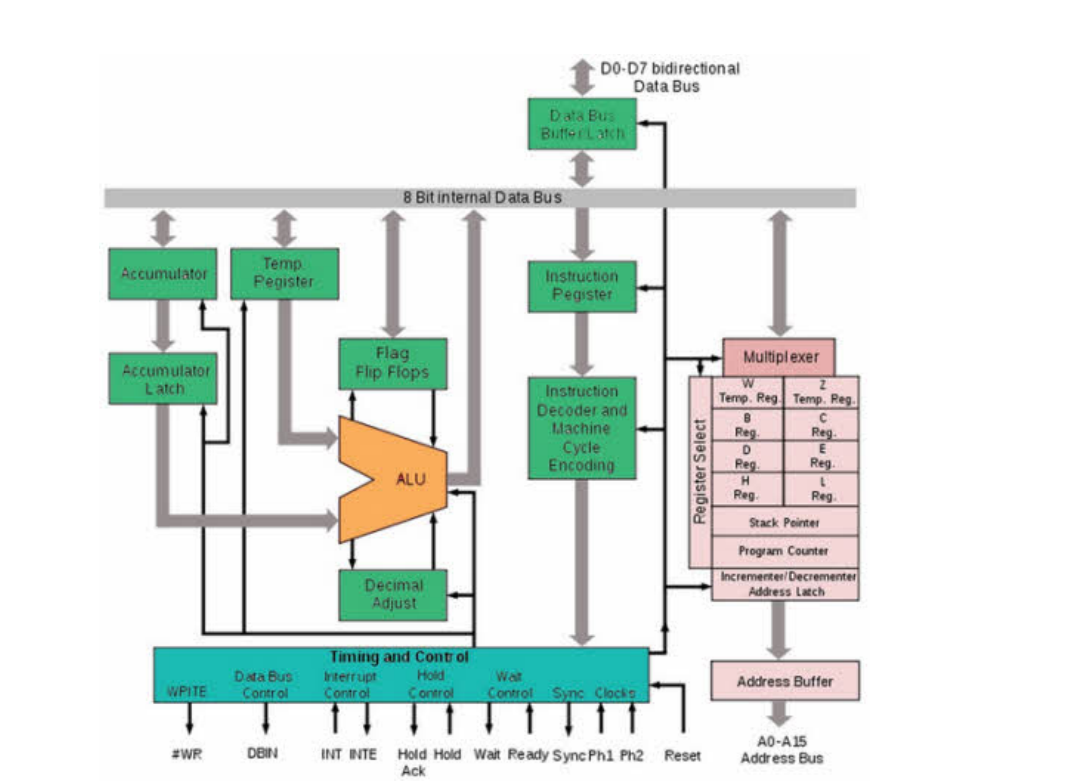 D0-D7 bidirectional
Data Bus
Data Bus
Buffer/Latch
8 Bit internal Data Bus
Accumulator
Temp.
Pegister
Instruction
Pegister
Accumulator
Latch
Flag
Flip Flops
Multiplexer
W
Temp. Reg.
Z
Temp. Reg.
B
Reg.
C
Reg.
D
Reg.
E
Reg.
H
Reg.
L
Reg.
Register Select
Stack Pointer
Program Counter
Incrementer/Decrementer
Address Latch
Instruction
Decoder and
Machine
Cycle
Encoding
ALU
Decimal
Adjust
Timing and Control
WPITE
Data Bus
Control
Interrupt
Control
Hold
Control
Wait
Control
Sync
Clocks
Address Buffer
#WR
DBIN
INT
INTE
Hold
Ack
Hold
Wait
Ready
Sync
Ph1
Ph2
Reset
A0-A15
Address Bus